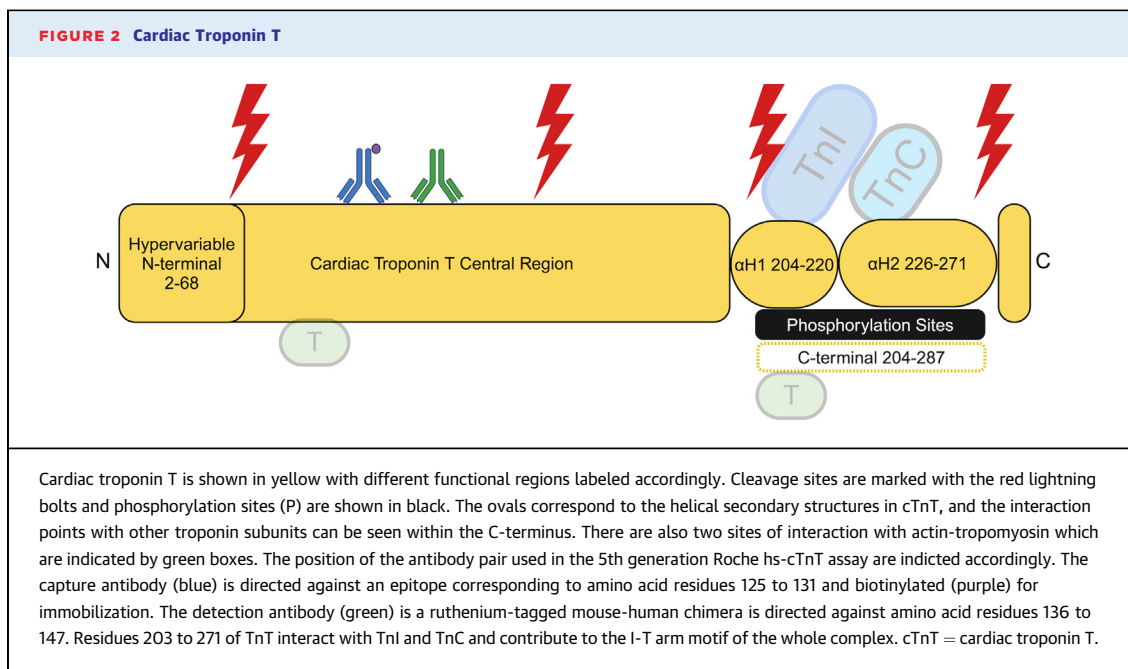 FIGURE 2 Cardiac Troponin T
TnI
TnC
N
Hypervariable
N-terminal
2-68
Cardiac Troponin T Central Region
αH1 204-220
αH2 226-271
C
Phosphorylation Sites
C-terminal 204-287
T
T
Cardiac troponin T is shown in yellow with different functional regions labeled accordingly. Cleavage sites are marked with the red lightning
bolts and phosphorylation sites (P) are shown in black. The ovals correspond to the helical secondary structures in cTnT, and the interaction
points with other troponin subunits can be seen within the C-terminus. There are also two sites of interaction with actin-tropomyosin which
are indicated by green boxes. The position of the antibody pair used in the 5th generation Roche hs-cTnT assay are indicted accordingly. The
capture antibody (blue) is directed against an epitope corresponding to amino acid residues 125 to 131 and biotinylated (purple) for
immobilization. The detection antibody (green) is a ruthenium-tagged mouse-human chimera is directed against amino acid residues 136 to
147. Residues 203 to 271 of TnT interact with TnI and TnC and contribute to the I-T arm motif of the whole complex. cTnT = cardiac troponin T.